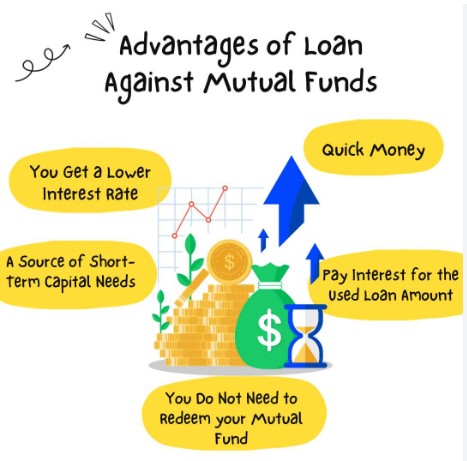 Advantages of Loan
Against Mutual Funds
Quick Money
You Get a Lower
Interest Rate
A Source of Short-
Term Capital Needs
Pay Interest for the
Used Loan Amount
$
$
You Do Not Need to
Redeem your Mutual
Fund